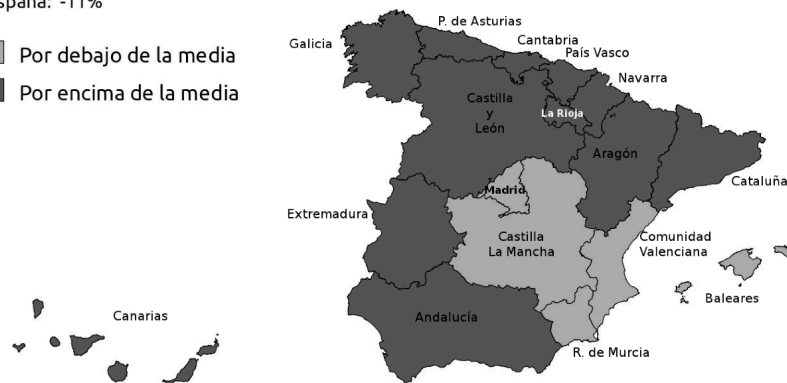 -11%
Por debajo de la media
Por encima de la media
P. de Asturias
Galicia
Cantabria
País Vasco
Navarra
Castilla
y
León
La Rioja
Aragón
Cataluña
Madrid
Extremadura
Castilla
La Mancha
Comunidad
Valenciana
Baleares
Canarias
Andalucía
R. de Murcia